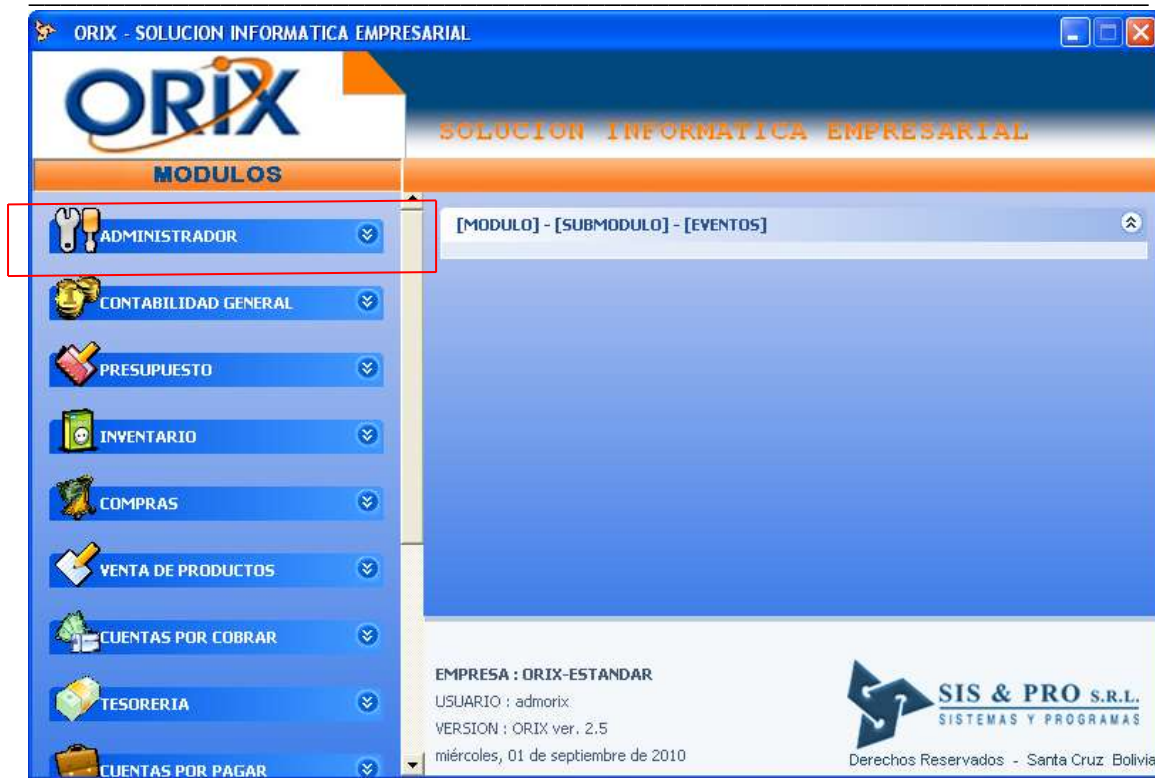 ORIX - SOLUCION INFORMATICA EMPRESARIAL
ORIX
SOLUCION INFORMATICA EMPRESARIAL
MODULOS
ADMINISTRADOR
CONTABILIDAD GENERAL
PRESUPUESTO
INVENTARIO
COMPRAS
VENTA DE PRODUCTOS
CUENTAS POR COBRAR
TESORERIA
CUENTAS POR PAGAR
[MODULO] - [SUBMODULO] - [EVENTOS]
EMPRESA : ORIX-ESTANDAR
USUARIO : admorix
VERSION : ORIX ver. 2.5
miércoles, 01 de septiembre de 2010
SIS & PRO S.R.L.
SISTEMAS Y PROGRAMAS
Derechos Reservados - Santa Cruz Bolivia